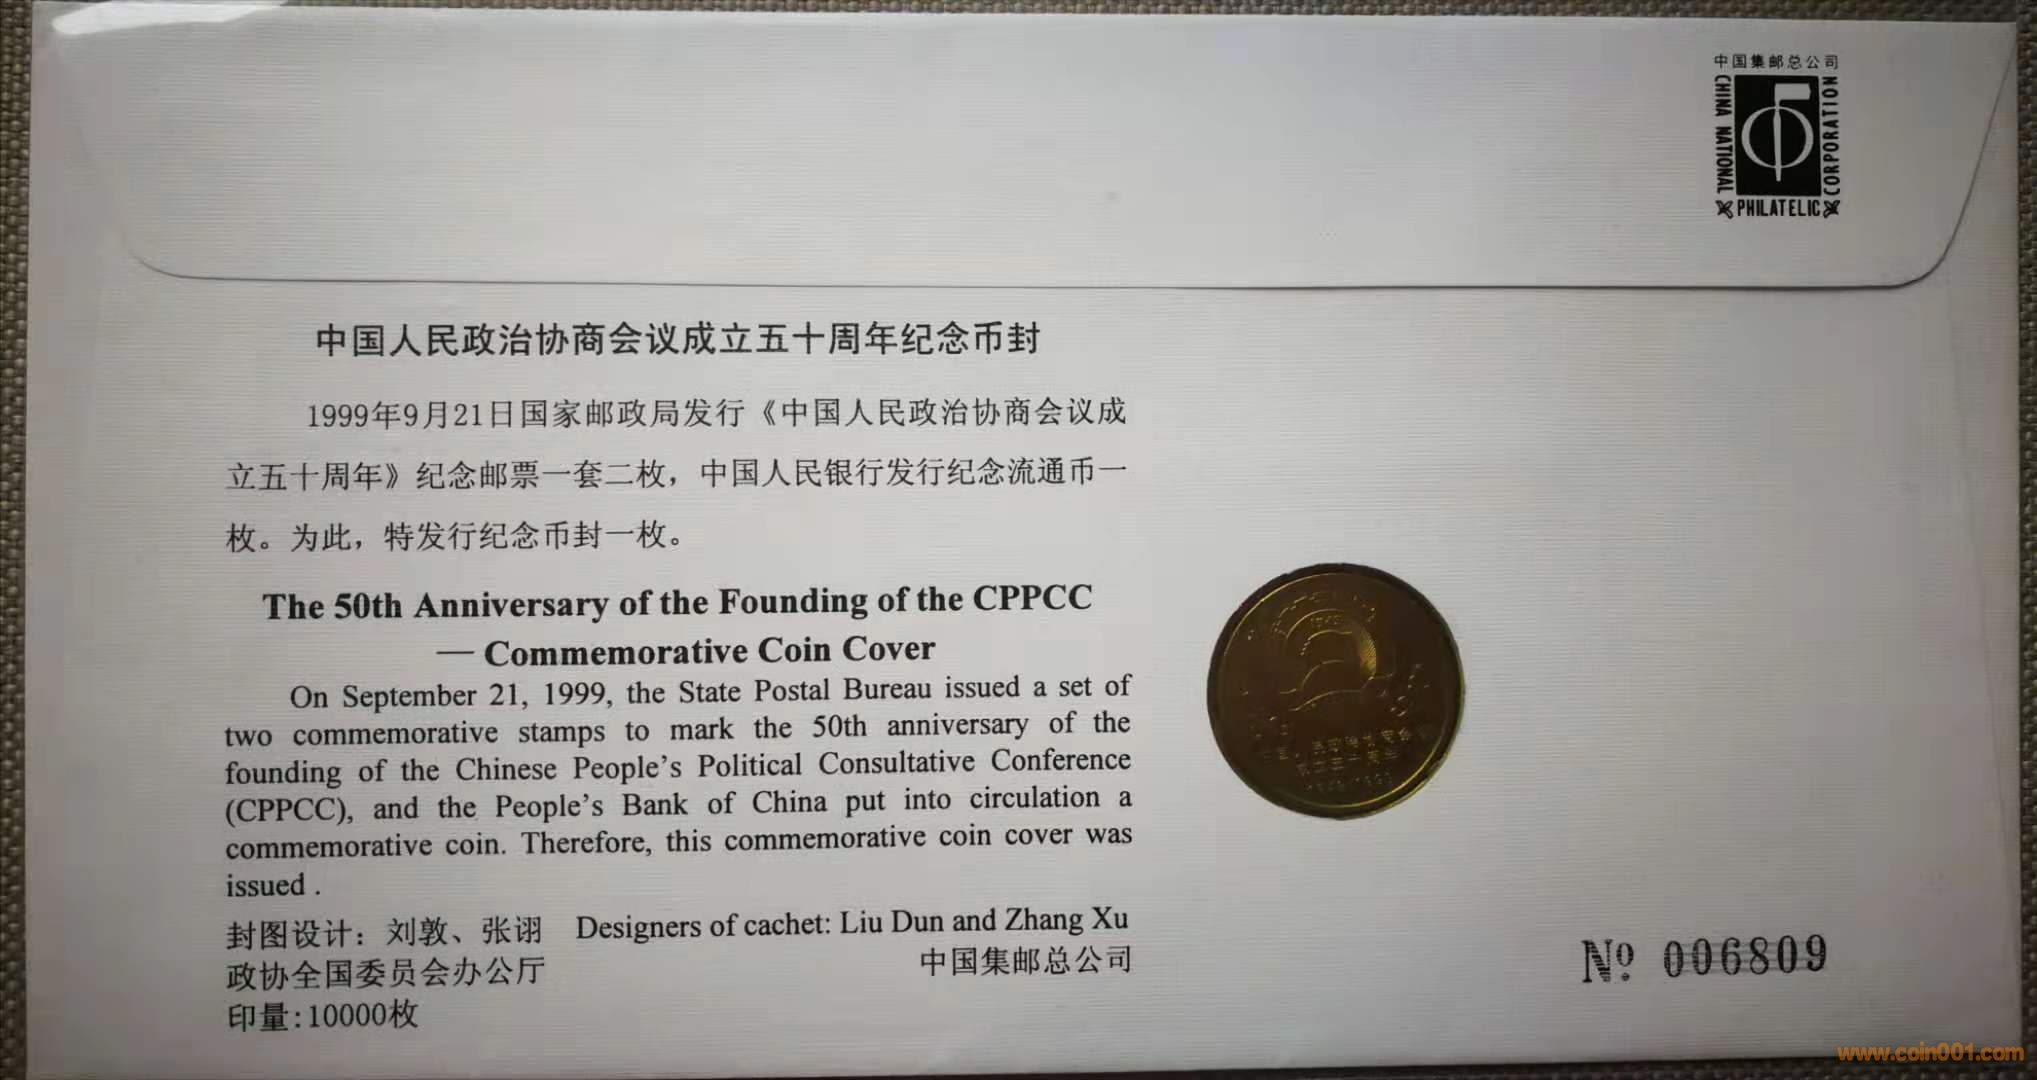 中国集邮总公司
CHINA NATIONAL
PHILATELIC
CORPORATION
中国人民政治协商会议成立五十周年纪念币封
1999年9月21日国家邮政局发行《中国人民政治协商会议成
立五十周年》纪念邮票一套二枚，中国人民银行发行纪念流通币一
枚。为此，特发行纪念币封一枚。
The 50th Anniversary of the Founding of the CPPCC
— Commemorative Coin Cover
On September 21, 1999, the State Postal Bureau issued a set of
two commemorative stamps to mark the 50th anniversary of the
founding of the Chinese People's Political Consultative Conference
(CPPCC), and the People's Bank of China put into circulation a
commemorative coin. Therefore, this commemorative coin cover was
issued .
封图设计：刘敦、张诩 Designers of cachet: Liu Dun and Zhang Xu
政协全国委员会办公厅 中国集邮总公司
印量:10000枚
№ 006809
www.coin001.com